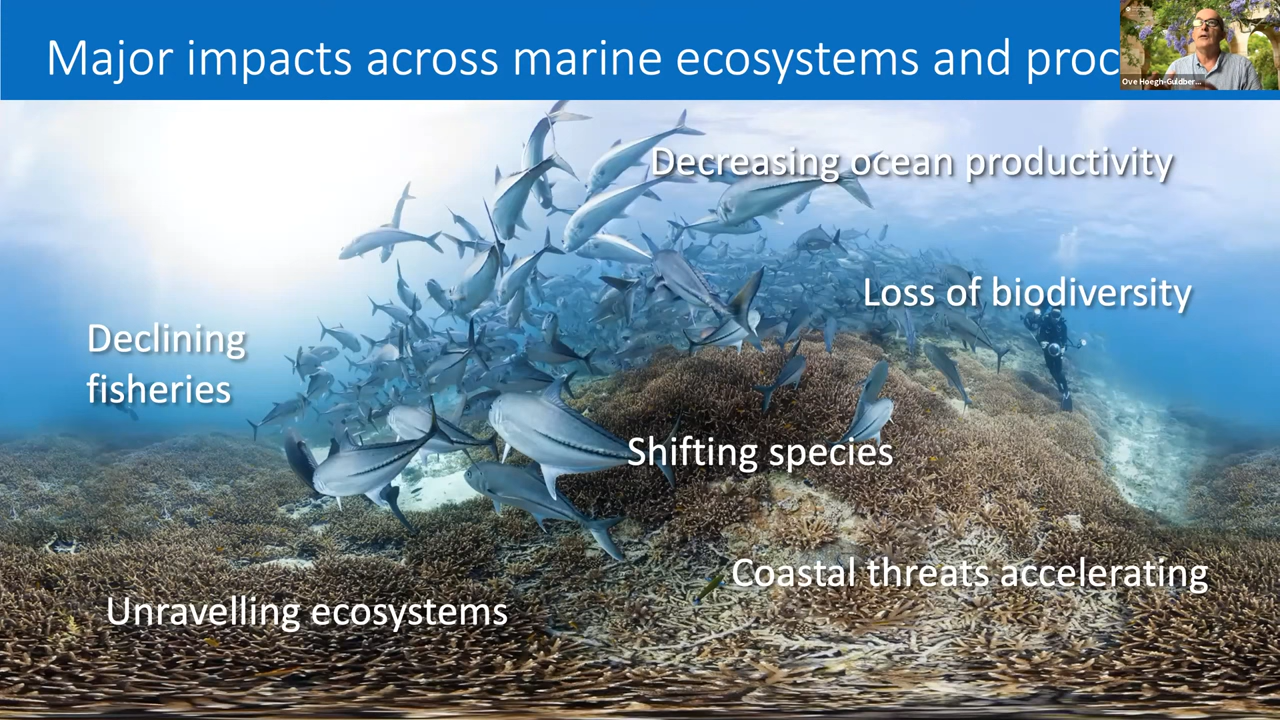 Major impacts across marine ecosystems and proc
Ove Hoegh-Guldber...
Decreasing ocean productivity
Loss of biodiversity
Declining
fisheries
Shifting species
Coastal threats accelerating
Unravelling ecosystems